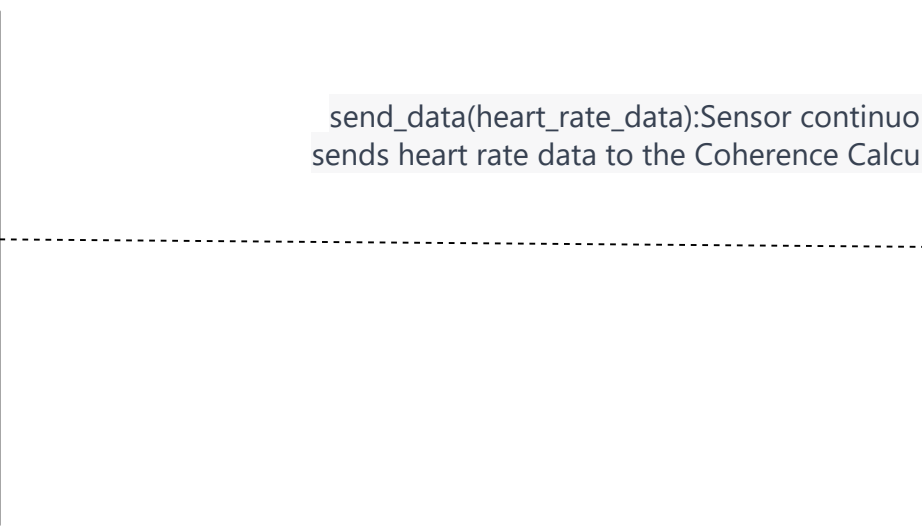 send_data(heart_rate_data):Sensor continuo
sends heart rate data to the Coherence Calcu